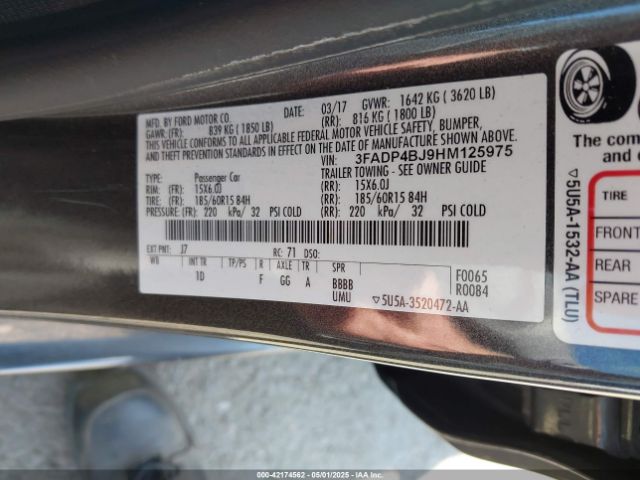 MFD. BY FORD MOTOR CO. DATE: 03/17 GVWR: 1642 KG ( 3620 LB)
GAWR: (FR): 839 KG ( 1850 LB) (RR): 816 KG ( 1800 LB)
THIS VEHICLE CONFORMS TO ALL APPLICABLE FEDERAL MOTOR VEHICLE SAFETY, BUMPER,
AND THEFT PREVENTION STANDARDS IN EFFECT ON THE DATE OF MANUFACTURE SHOWN ABOVE.
VIN: 3FADP4BJ9HM125975
TYPE: Passenger Car TRAILER TOWING - SEE OWNER GUIDE
RIM: (FR): 15X6.0J (RR): 15X6.0J
TIRE: (FR): 185/60R15 84H (RR): 185/60R15 84H
PRESSURE: (FR): 220 kPa/ 32 PSI COLD (RR): 220 kPa/ 32 PSI COLD
EXT PNT: J7 RC: 71 DSO:
WB INT TR TP/PS R AXLE TR SPR
1D F GG A BBBB
UMU
F0065
R0084
▽5U5A-3520472-AA
The com
and c
TIRE
FRONT
REAR
SPARE
▽5U5A-1532-AA (TLU)
000-42174562 - 05/01/2025 - IAA Inc.